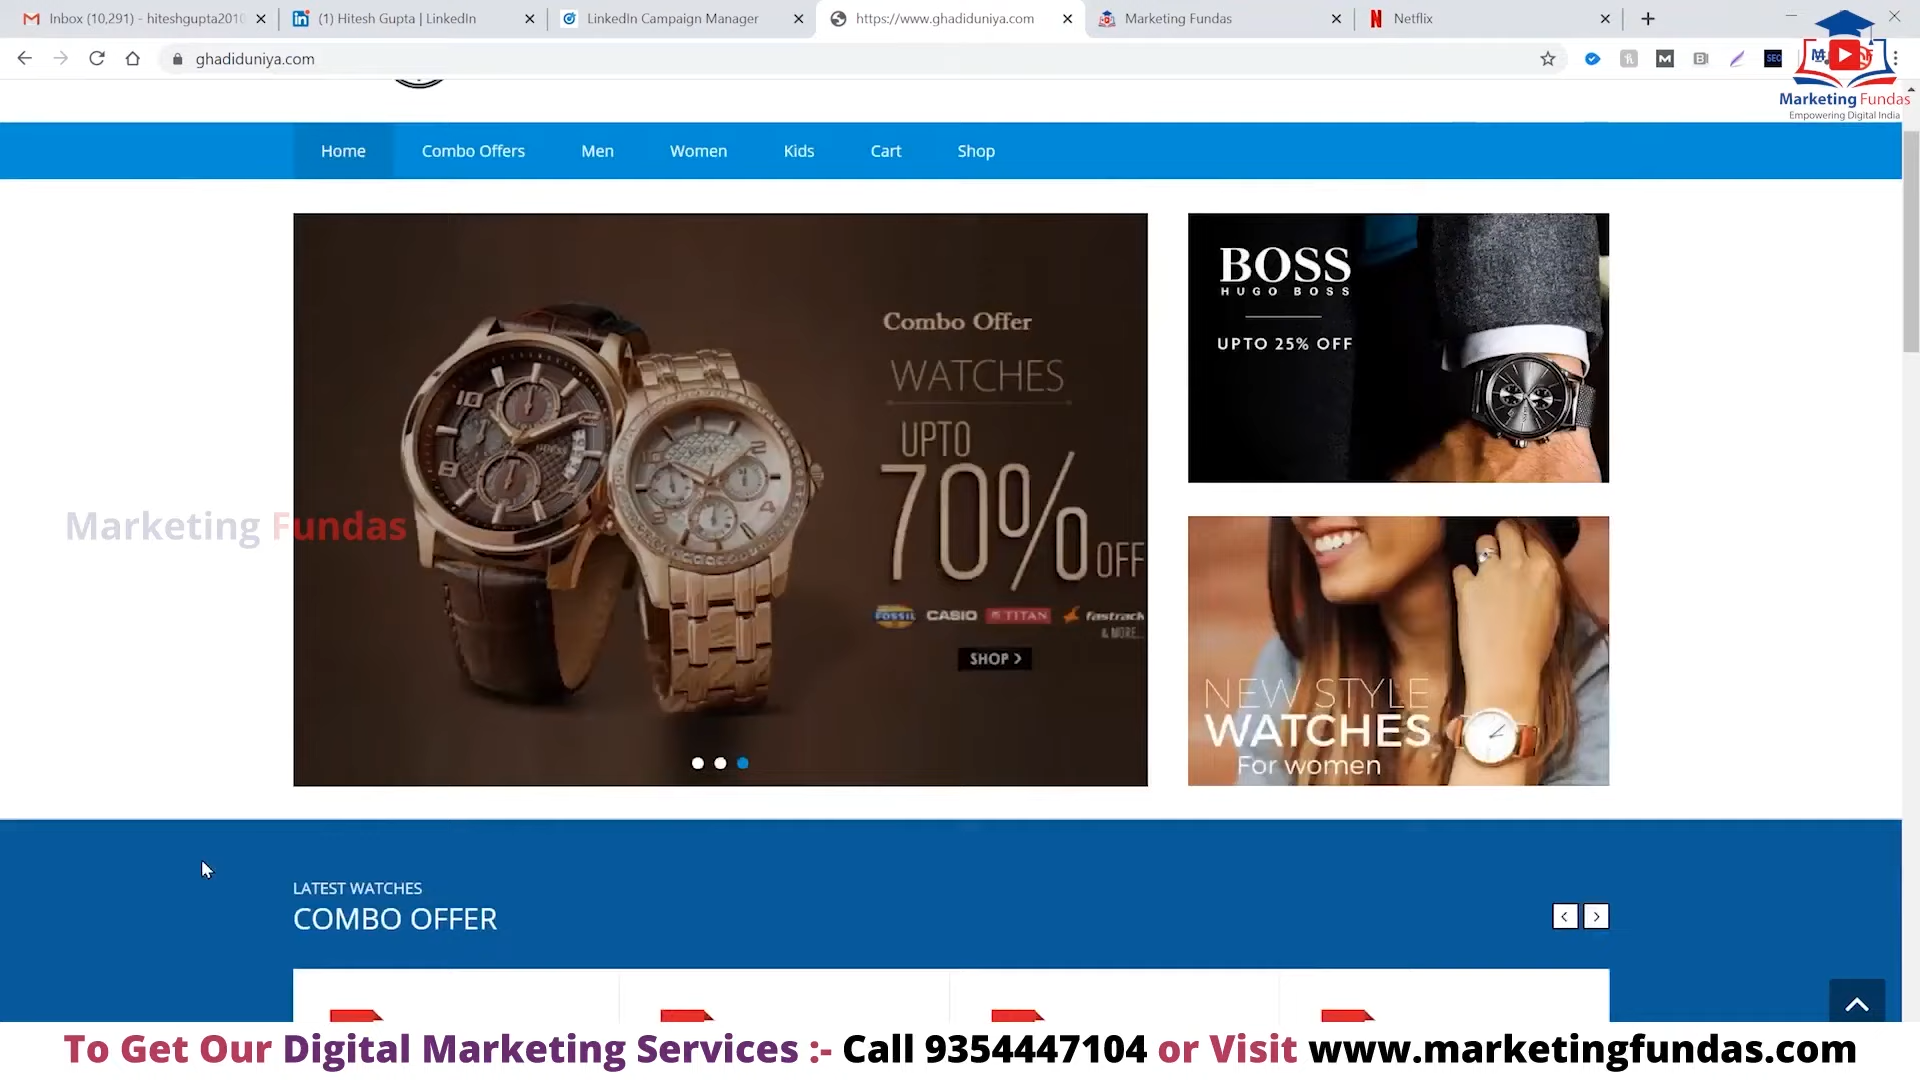 Inbox (10,291) - hiteshgupta2010
(1) Hitesh Gupta | LinkedIn
LinkedIn Campaign Manager
https://www.ghadiduniya.com
Marketing Fundas
Netflix
ghadiduniya.com
Marketing Fundas
Empowering Digital India
Home
Combo Offers
Men
Women
Kids
Cart
Shop
Combo Offer
WATCHES
UPTO
70% OFF
FOSSIL CASIO TITAN fastrack
& MORE...
SHOP >
BOSS
HUGO BOSS
UPTO 25% OFF
NEW STYLE
WATCHES
For women
Marketing Fundas
LATEST WATCHES
COMBO OFFER
To Get Our Digital Marketing Services :- Call 9354447104 or Visit www.marketingfundas.com